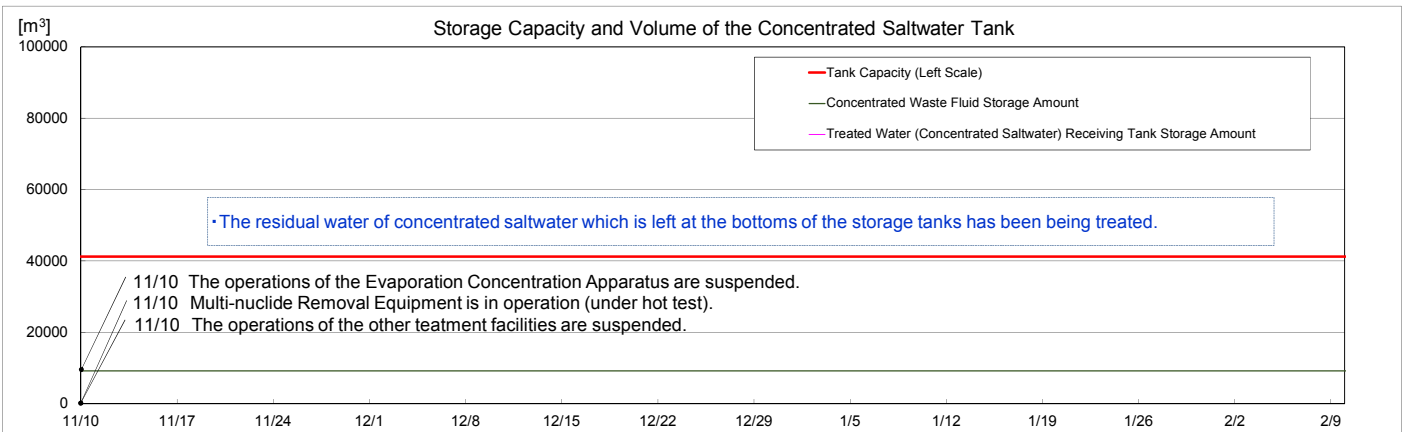 [m³]
Storage Capacity and Volume of the Concentrated Saltwater Tank
100000
80000
60000
40000
20000
0
Tank Capacity (Left Scale)
Concentrated Waste Fluid Storage Amount
Treated Water (Concentrated Saltwater) Receiving Tank Storage Amount
・The residual water of concentrated saltwater which is left at the bottoms of the storage tanks has been being treated.
11/10 The operations of the Evaporation Concentration Apparatus are suspended.
11/10 Multi-nuclide Removal Equipment is in operation (under hot test).
11/10 The operations of the other teatment facilities are suspended.
11/10 11/17 11/24 12/1 12/8 12/15 12/22 12/29 1/5 1/12 1/19 1/26 2/2 2/9